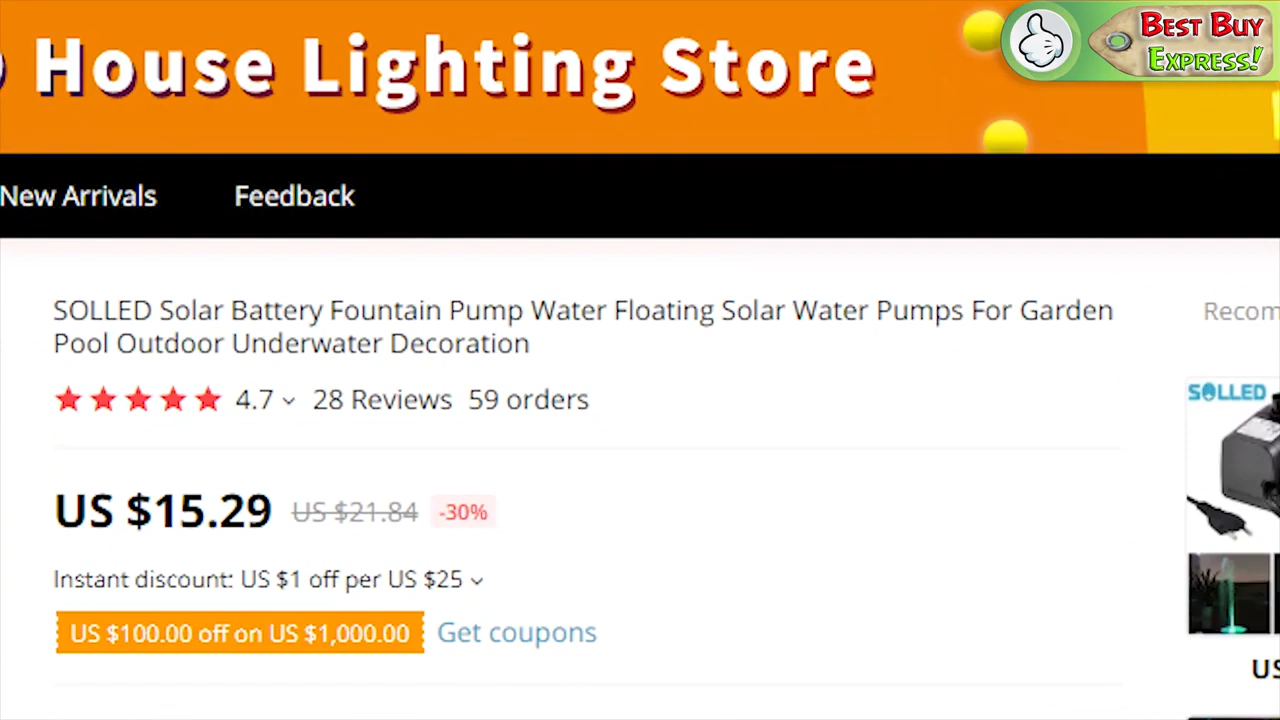 House Lighting Store
BEST BUY
EXPRESS!
New Arrivals Feedback
SOLLED Solar Battery Fountain Pump Water Floating Solar Water Pumps For Garden
Pool Outdoor Underwater Decoration
4.7 28 Reviews 59 orders
Recom
SOLLED
US $15.29 US $21.84 -30%
Instant discount: US $1 off per US $25
US $100.00 off on US $1,000.00 Get coupons
US